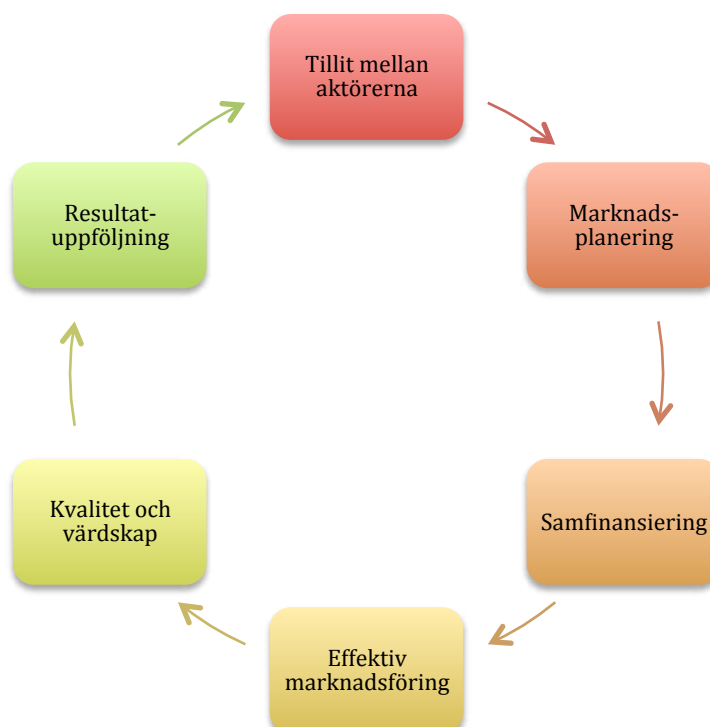 Tillit mellan
aktörerna
Marknads-
planering
Samfinansiering
Effektiv
marknadsföring
Kvalitet och
värdskap
Resultat-
uppföljning